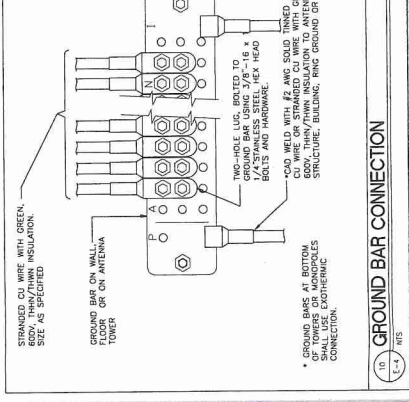 STRANDED CU WIRE WITH GREEN,
600V, THHN/THWN INSULATION.
SIZE AS SPECIFIED
GROUND BAR ON WALL,
FLOOR OR ON ANTENNA
TOWER
P
A
N
I
TWO-HOLE LUG, BOLTED TO
GROUND BAR USING 3/8"-16 x
1/4" STAINLESS STEEL HEX HEAD
BOLTS AND HARDWARE.
*CAD WELD WITH #2 AWG SOLID TINNED
CU WIRE OR STRANDED CU WIRE WITH
600V, THHN/THWN INSULATION TO
STRUCTURE, BUILDING, RING GROUND OR
* GROUND BARS AT BOTTOM
OF TOWERS OR MONOPOLES
SHALL USE EXOTHERMIC
CONNECTION.
10
E-4
GROUND BAR CONNECTION
NTS